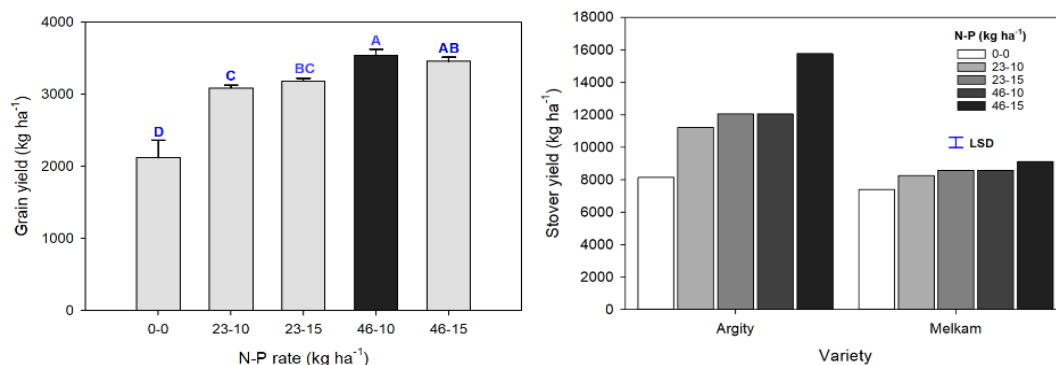 4000
3000
2000
1000
0
Grain yield (kg ha⁻¹)
D
C
BC
A
AB
0-0
23-10
23-15
46-10
46-15
N-P rate (kg ha⁻¹)
18000
16000
14000
12000
10000
8000
6000
4000
2000
0
Stover yield (kg ha⁻¹)
N-P (kg ha⁻¹)
0-0
23-10
23-15
46-10
46-15
LSD
Argity
Melkam
Variety